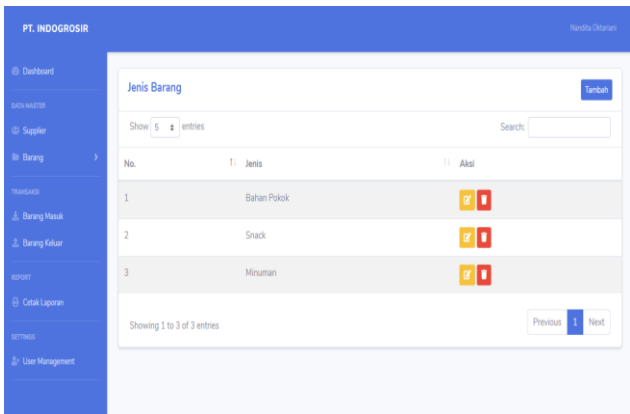 PT. INDOGROSIR
Nandita Oktariani
Dashboard
DATA MASTER
Supplier
Barang
TRANSAKSI
Barang Masuk
Barang Keluar
REPORT
Cetak Laporan
SETTINGS
User Management
Jenis Barang
Tambah
Show 5 entries
Search:
No. Jenis Aksi
1 Bahan Pokok
2 Snack
3 Minuman
Showing 1 to 3 of 3 entries
Previous 1 Next